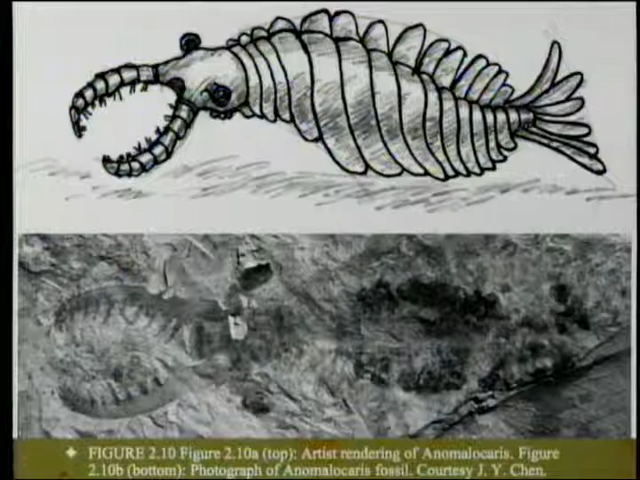 FIGURE 2.10 Figure 2.10a (top): Artist rendering of Anomalocaris. Figure
2.10b (bottom): Photograph of Anomalocaris fossil. Courtesy J. Y. Chen.